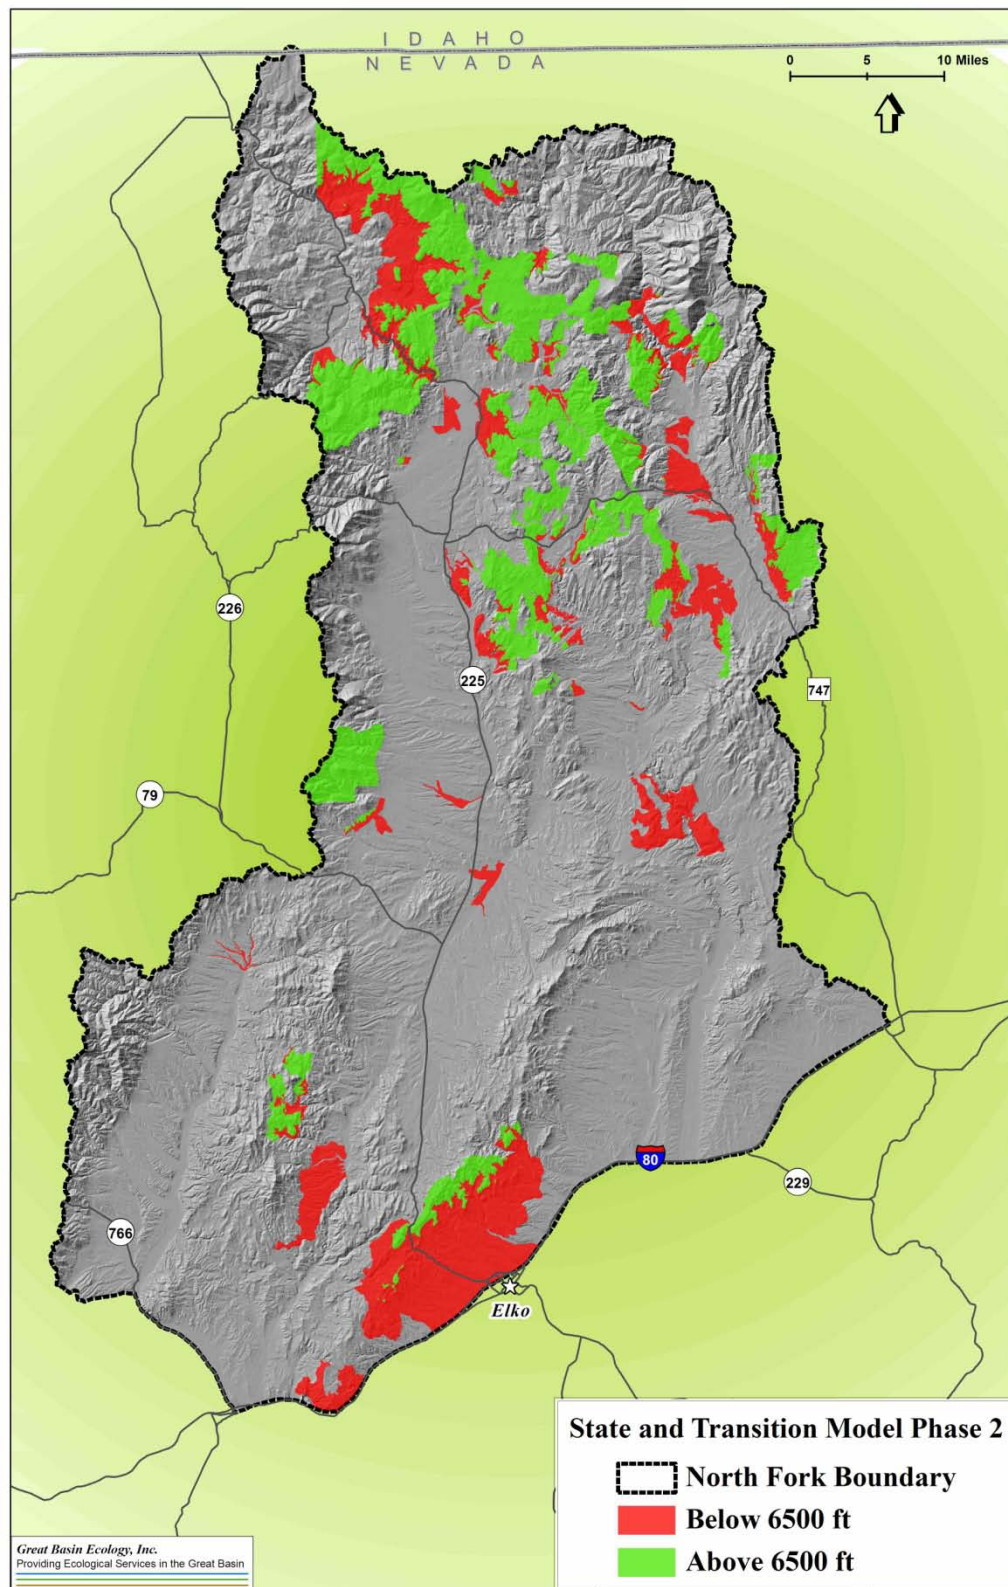 I D A H O
N E V A D A
0 5 10 Miles
226
225
747
79
80
229
766
Elko
State and Transition Model Phase 2
North Fork Boundary
Below 6500 ft
Above 6500 ft
Great Basin Ecology, Inc.
Providing Ecological Services in the Great Basin